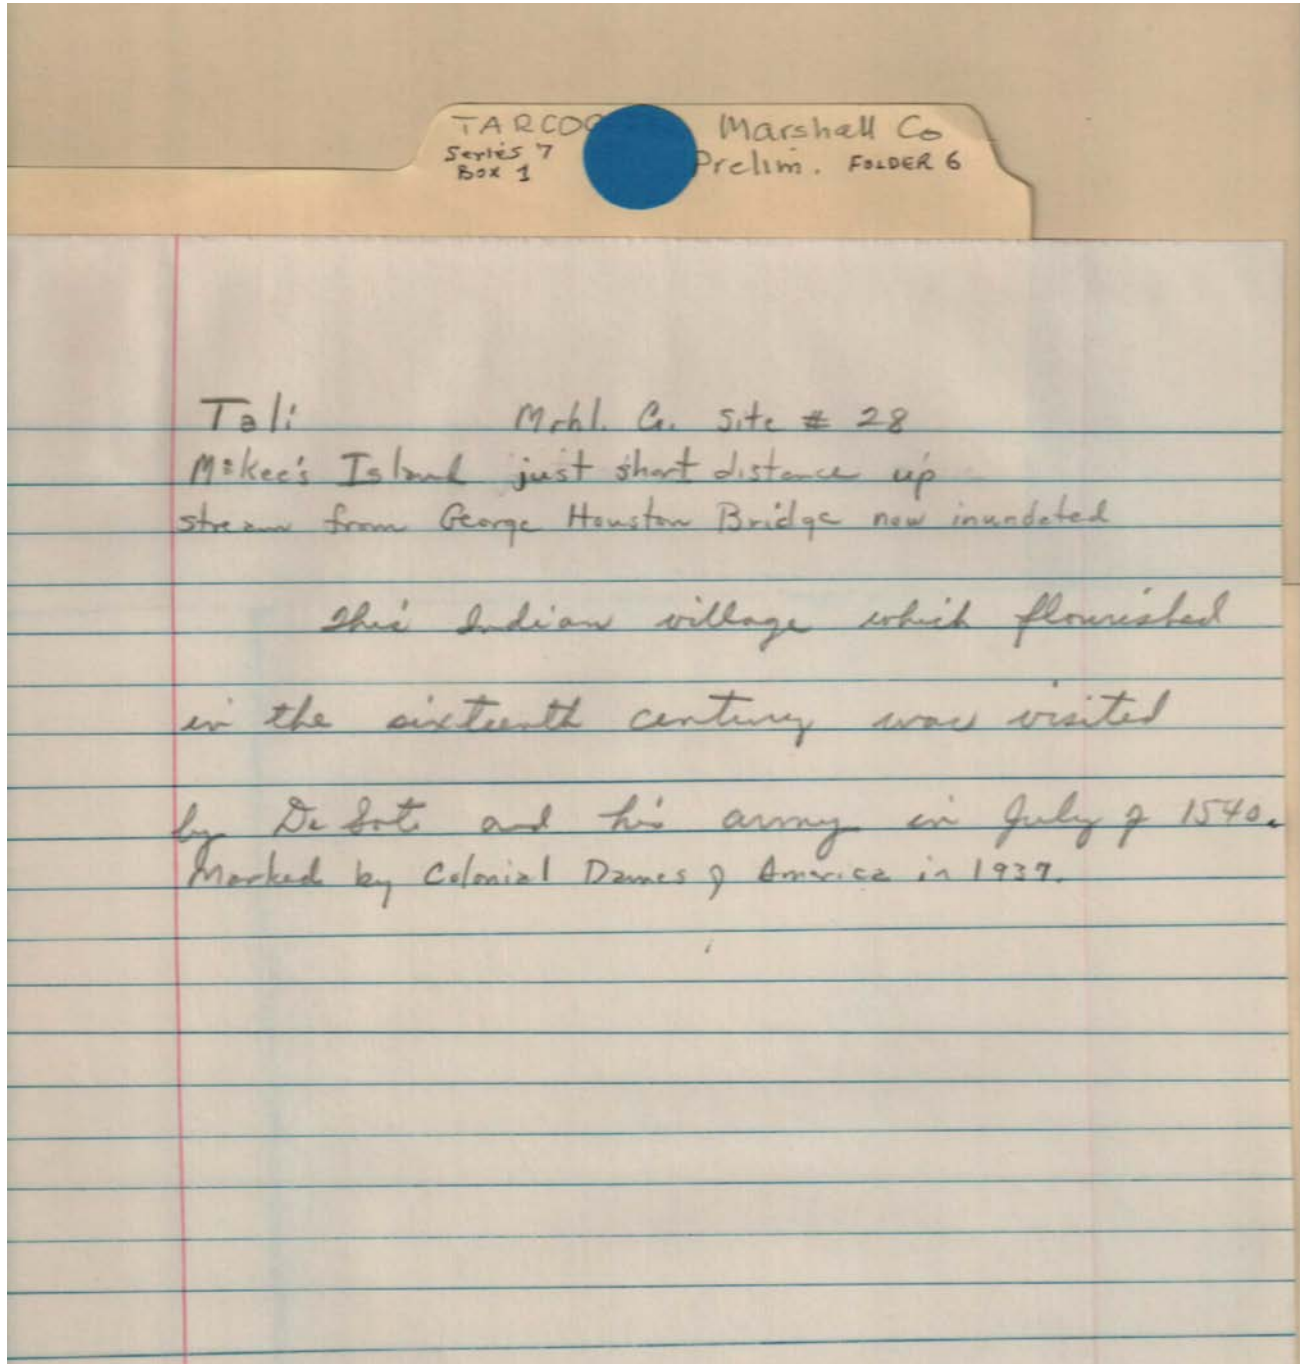 TARCOG Marshall Co
Series 7 Prelim. FOLDER 6
Box 1
Tali Mrhl. Co. Site # 28
McKee's Island just short distance up
stream from George Houston Bridge now inundated
This Indian village which flourished
in the sixteenth century was visited
by De Soto and his army in July of 1540.
Marked by Colonial Dames of America in 1937.